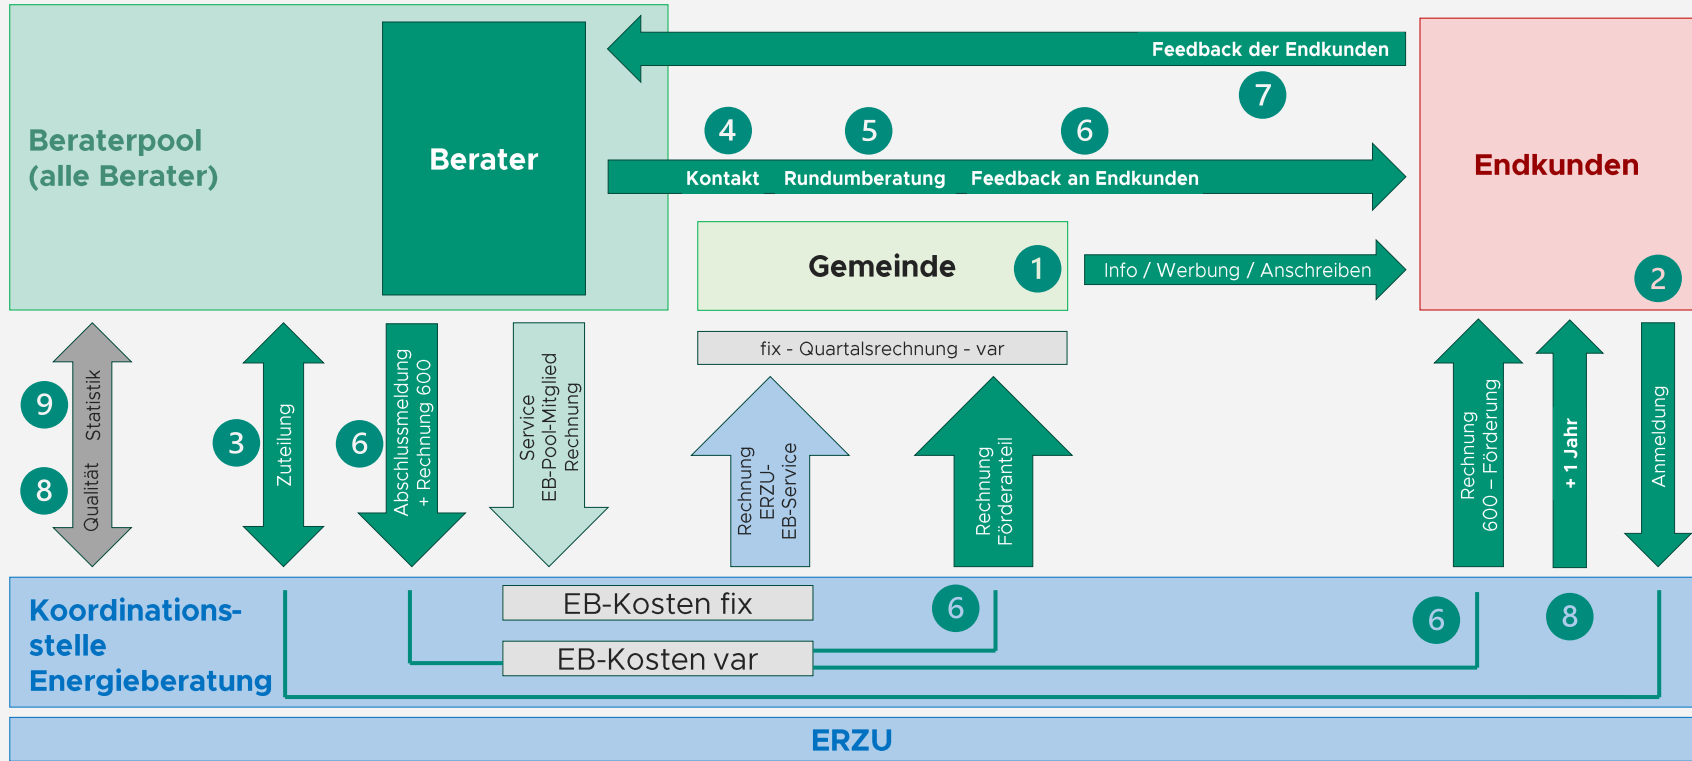 Beraterpool
(alle Berater)
Berater
Feedback der Endkunden
7
4
5
6
Kontakt
Rundumberatung
Feedback an Endkunden
Endkunden
2
Gemeinde
1
Info / Werbung / Anschreiben
fix - Quartalsrechnung - var
9
8
Qualität Statistik
3
Zuteilung
6
Abschlussmeldung
+ Rechnung 600
Service
EB-Pool-Mitglied
Rechnung
Rechnung
ERZU-
EB-Service
Rechnung
Förderanteil
Rechnung
600 – Förderung
+ 1 Jahr
Anmeldung
Koordinations-
stelle
Energieberatung
EB-Kosten fix
EB-Kosten var
6
6
8
ERZU